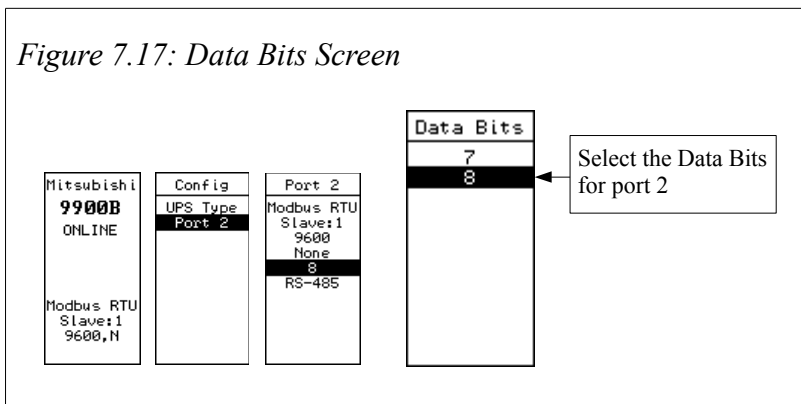 Figure 7.17: Data Bits Screen
Mitsubishi
9900B
ONLINE
Modbus RTU
Slave:1
9600,N
Config
UPS Type
Port 2
Port 2
Modbus RTU
Slave:1
9600
None
8
RS-485
Data Bits
7
8
Select the Data Bits
for port 2